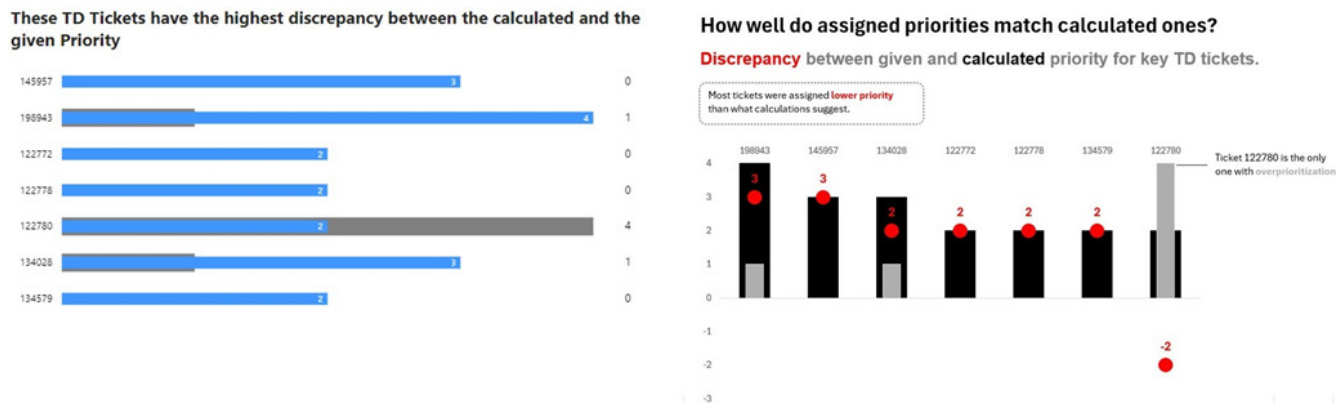 These TD Tickets have the highest discrepancy between the calculated and the
given Priority
145957 3 0
198943 4 1
122772 2 0
122778 2 0
122780 2 4
134028 3 1
134579 2 0
How well do assigned priorities match calculated ones?
Discrepancy between given and calculated priority for key TD tickets.
Most tickets were assigned lower priority
than what calculations suggest.
198943 145957 134028 122772 122778 134579 122780
Ticket 122780 is the only
one with overprioritization
4
3 3 3
2 2 2 2 2
1
0
-1
-2 -2
-3